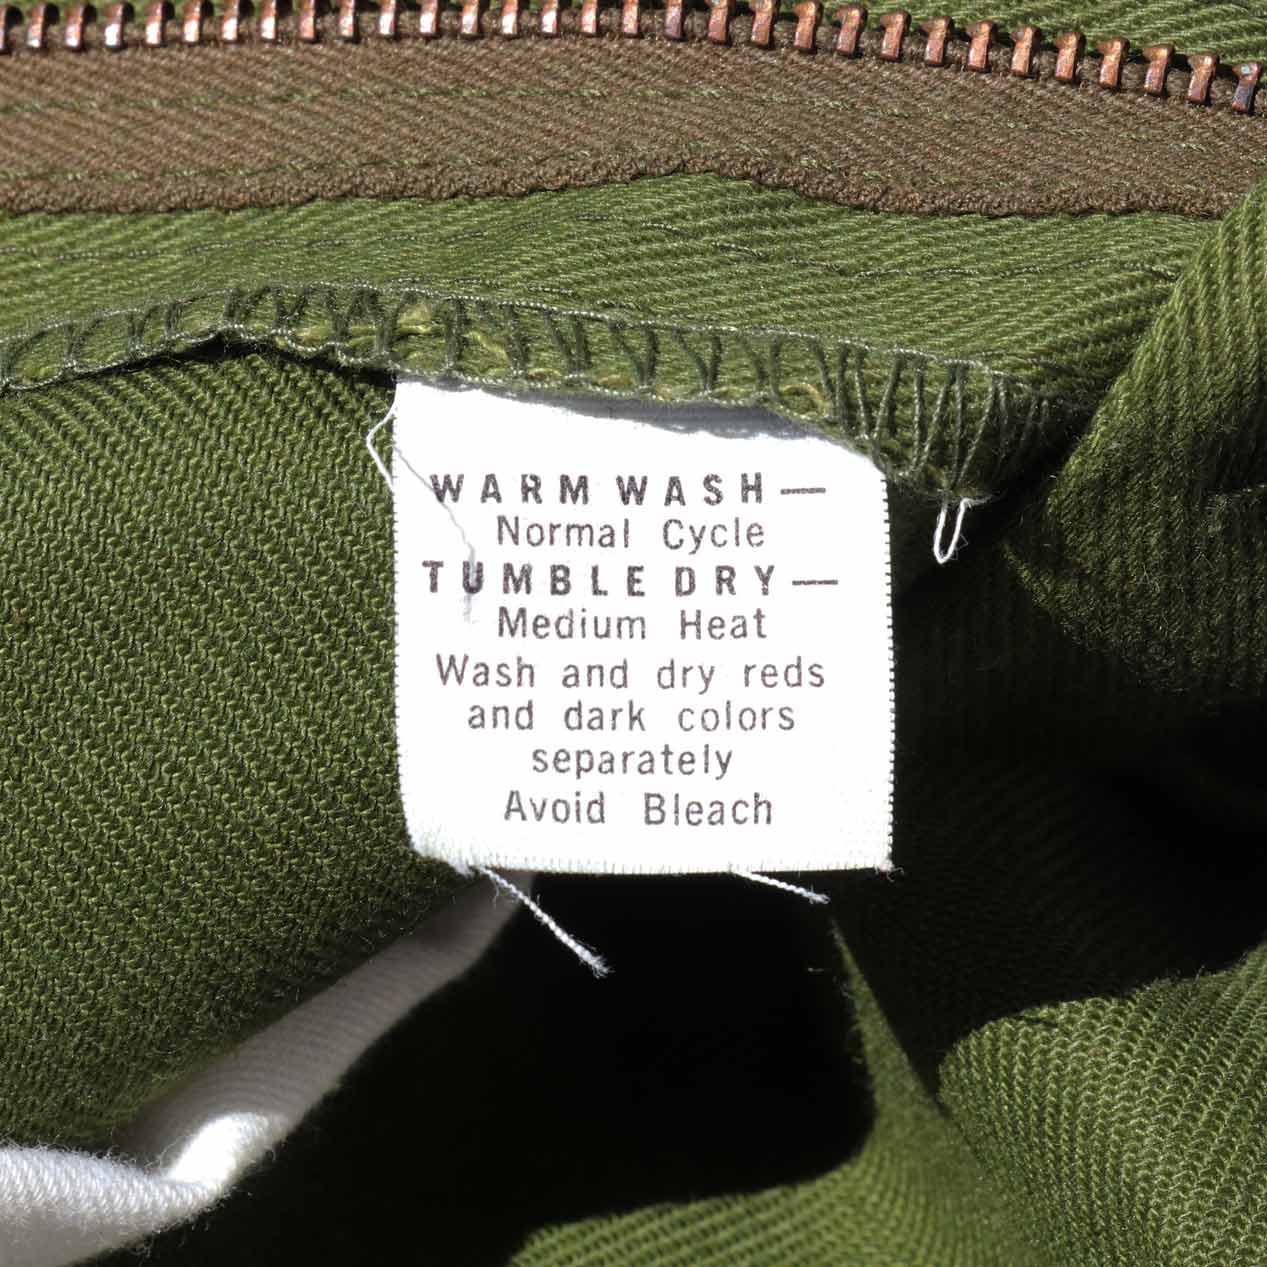 WARM WASH—
Normal Cycle
TUMBLE DRY—
Medium Heat
Wash and dry reds
and dark colors
separately
Avoid Bleach